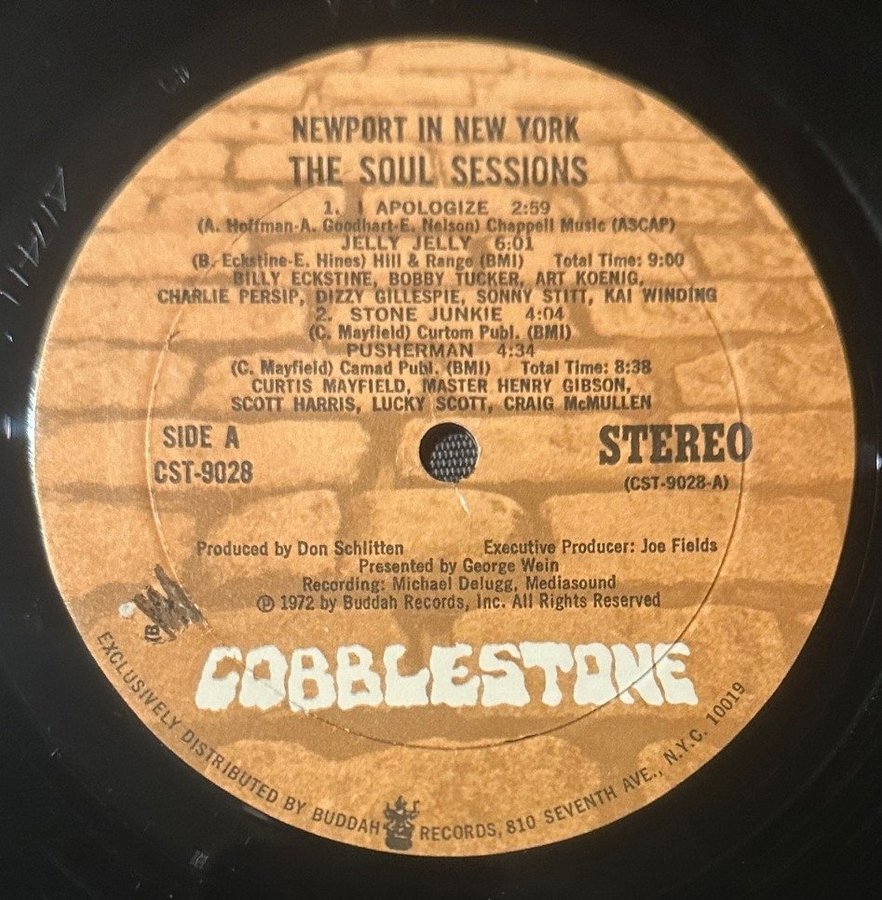 NEWPORT IN NEW YORK
THE SOUL SESSIONS
1. I APOLOGIZE 2:59
(A. Hoffman-A. Goodhart-E. Nelson) Chappell Music (ASCAP)
JELLY JELLY 6:01
(B. Eckstine-E. Hines) Hill & Range (BMI) Total Time: 9:00
BILLY ECKSTINE, BOBBY TUCKER, ART KOENIG,
CHARLIE PERSIP, DIZZY GILLESPIE, SONNY STITT, KAI WINDING
2. STONE JUNKIE 4:04
(C. Mayfield) Curtom Publ. (BMI)
PUSHERMAN 4:34
(C. Mayfield) Camad Publ. (BMI) Total Time: 8:38
CURTIS MAYFIELD, MASTER HENRY GIBSON,
SCOTT HARRIS, LUCKY SCOTT, CRAIG McMULLEN
SIDE A STEREO
CST-9028 (CST-9028-A)
Produced by Don Schlitten Executive Producer: Joe Fields
Presented by George Wein
Recording: Michael Delugg, Mediasound
℗ 1972 by Buddah Records, Inc. All Rights Reserved
COBBLESTONE
EXCLUSIVELY DISTRIBUTED BY BUDDAH RECORDS, 810 SEVENTH AVE., N.Y.C. 10019